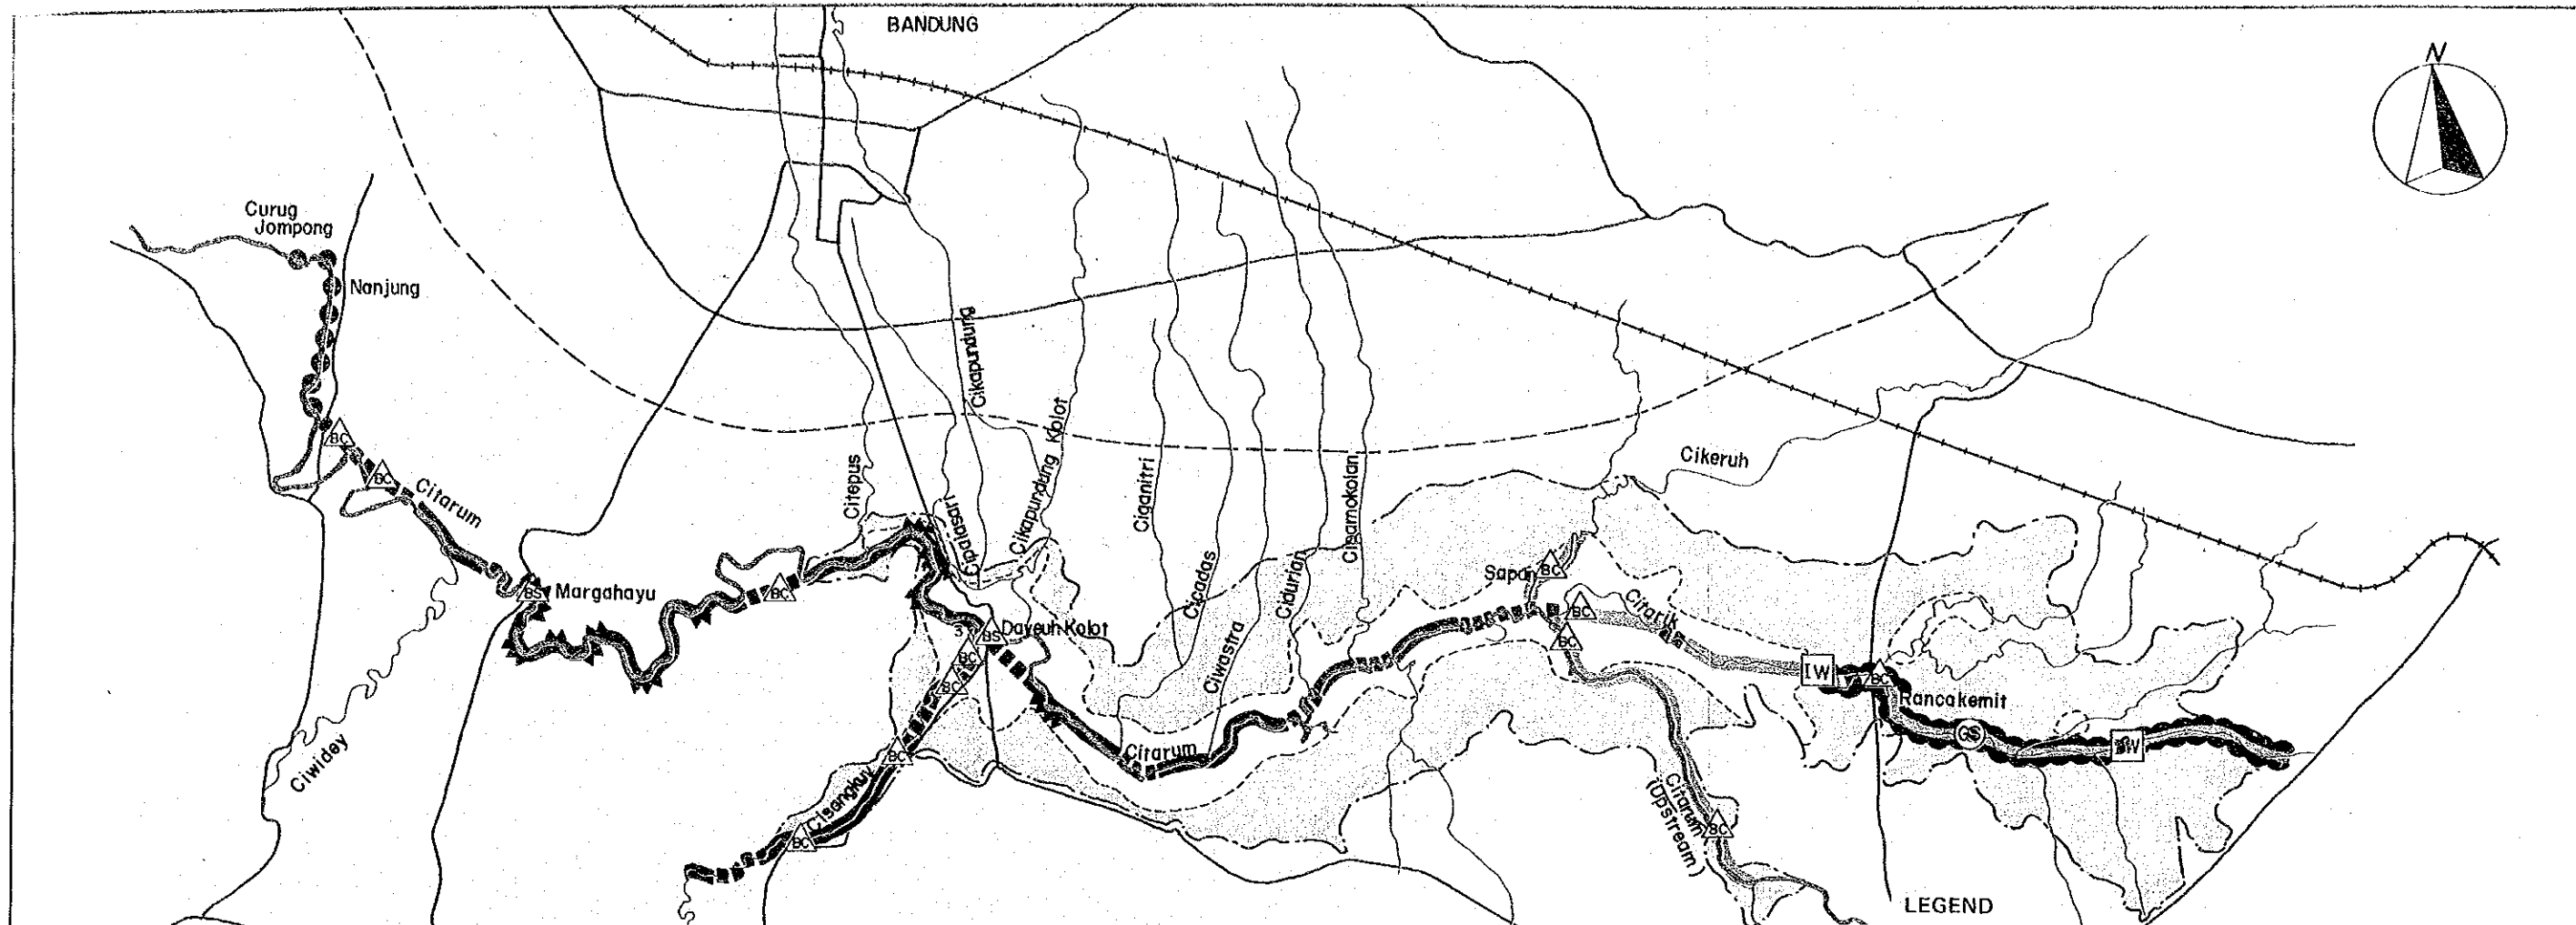 BANDUNG
N
Curug
Jompong
Nanjung
BC
BC
Citarum
BS
Margahayu
Ciwidey
Citepus
BC
Cipalasari
Cikapundung
Cikapundung Kolot
Ciganitri
Cicadas
Ciwastra
Cidurian
Cisamokolan
BS
Dayeuh Kolot
3
BC
BC
BC
BC
Cisangkuy
Citarum
Sapan
BC
BC
BC
Citarik
Cikeruh
IW
BC
Rancakemit
GS
Citarum
(Upstream)
BC
LEGEND